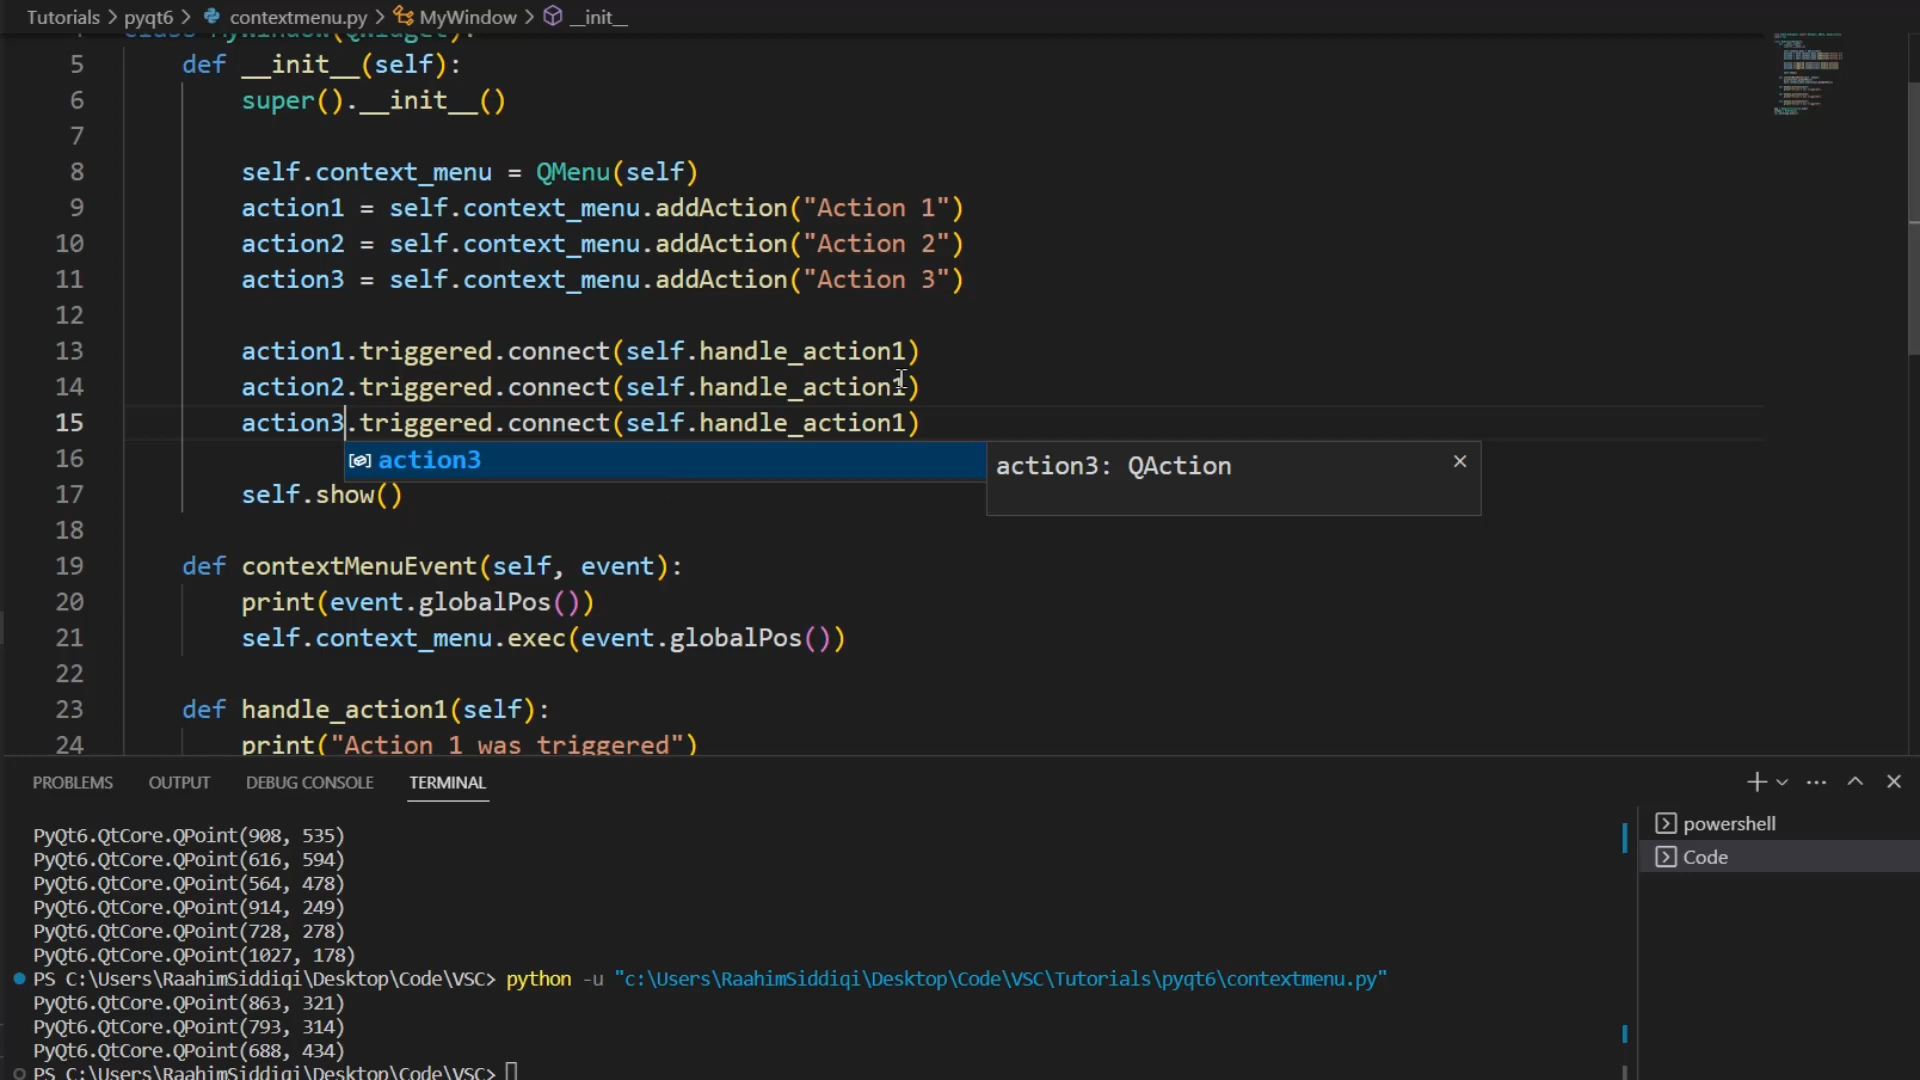 Tutorials > pyqt6 > contextmenu.py > MyWindow > __init__
4 class MyWindow(QWidget):
5 def __init__(self):
6 super().__init__()
7
8 self.context_menu = QMenu(self)
9 action1 = self.context_menu.addAction("Action 1")
10 action2 = self.context_menu.addAction("Action 2")
11 action3 = self.context_menu.addAction("Action 3")
12
13 action1.triggered.connect(self.handle_action1)
14 action2.triggered.connect(self.handle_action1)
15 action3.triggered.connect(self.handle_action1)
action3 action3: QAction
16
17 self.show()
18
19 def contextMenuEvent(self, event):
20 print(event.globalPos())
21 self.context_menu.exec(event.globalPos())
22
23 def handle_action1(self):
24 print("Action 1 was triggered")
PROBLEMS OUTPUT DEBUG CONSOLE TERMINAL
PyQt6.QtCore.QPoint(908, 535)
PyQt6.QtCore.QPoint(616, 594)
PyQt6.QtCore.QPoint(564, 478)
PyQt6.QtCore.QPoint(914, 249)
PyQt6.QtCore.QPoint(728, 278)
PyQt6.QtCore.QPoint(1027, 178)
PS C:\Users\RaahimSiddiqi\Desktop\Code\VSC> python -u "c:\Users\RaahimSiddiqi\Desktop\Code\VSC\Tutorials\pyqt6\contextmenu.py"
PyQt6.QtCore.QPoint(863, 321)
PyQt6.QtCore.QPoint(793, 314)
PyQt6.QtCore.QPoint(688, 434)
PS C:\Users\RaahimSiddiqi\Desktop\Code\VSC>
powershell
Code